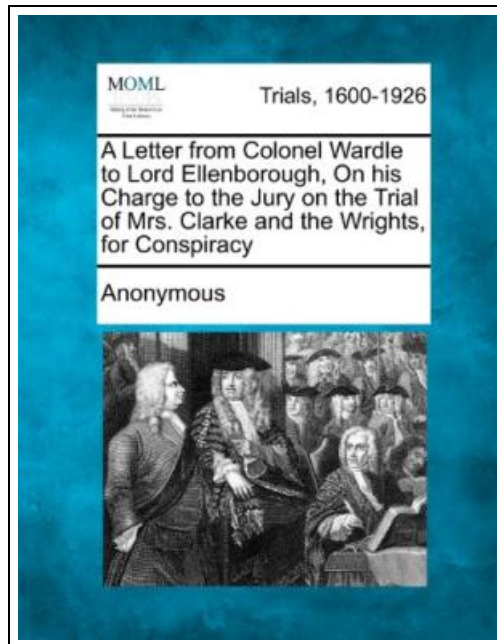 MOML
Trials, 1600-1926
A Letter from Colonel Wardle
to Lord Ellenborough, On his
Charge to the Jury on the Trial
of Mrs. Clarke and the Wrights,
for Conspiracy
Anonymous